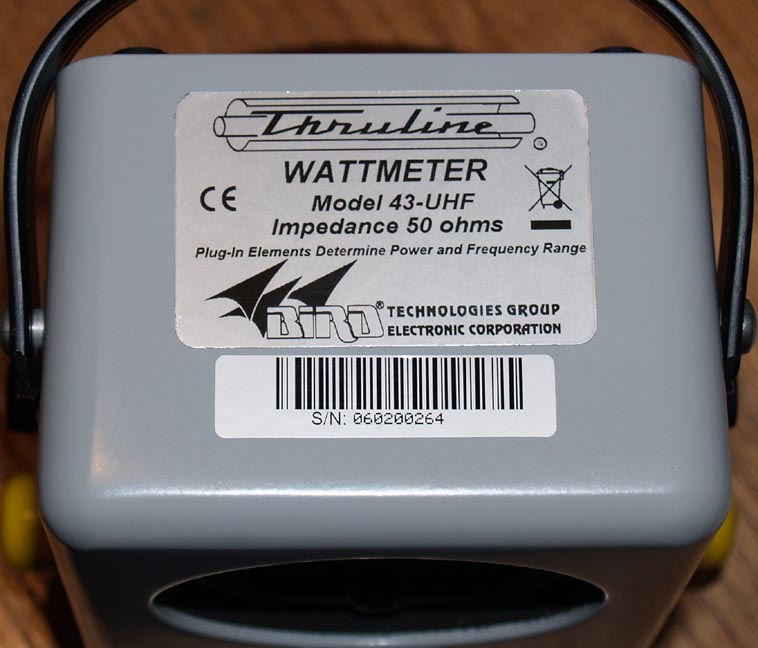 Thruline ®
WATTMETER
CE
Model 43-UHF
Impedance 50 ohms
Plug-In Elements Determine Power and Frequency Range
BIRD® TECHNOLOGIES GROUP
ELECTRONIC CORPORATION
S/N: 060200264